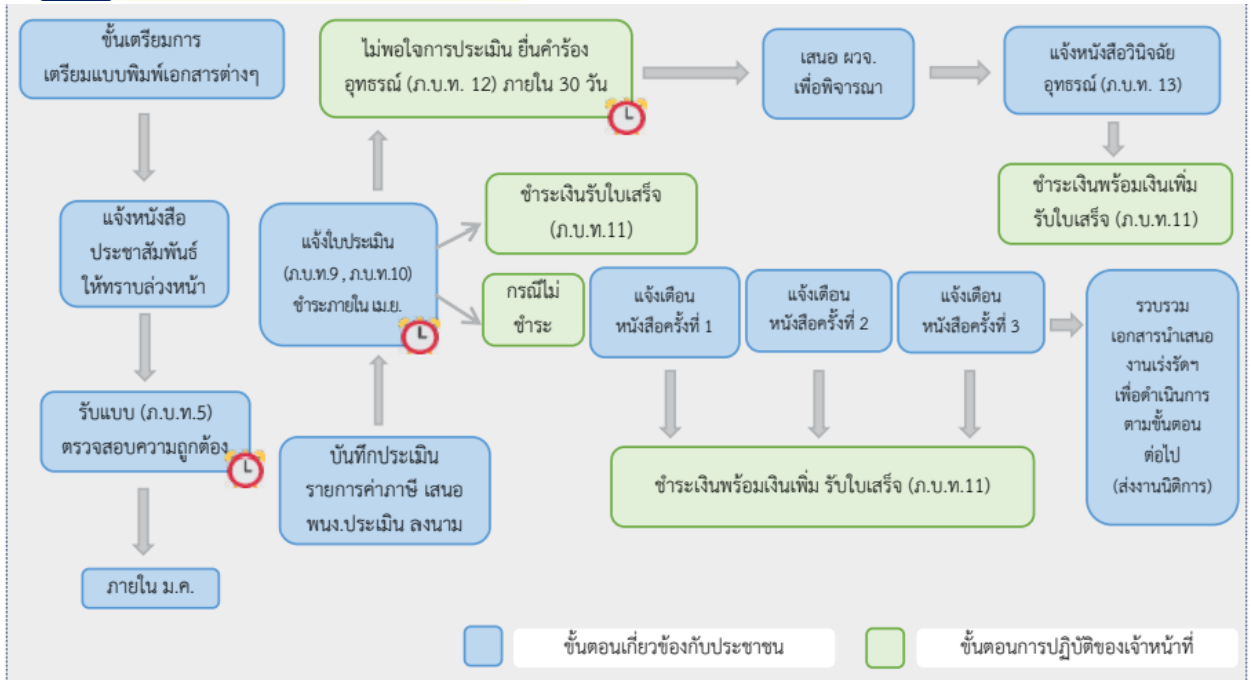 ขั้นเตรียมการ
เตรียมแบบพิมพ์เอกสารต่างๆ
แจ้งหนังสือ
ประชาสัมพันธ์
ให้ทราบล่วงหน้า
รับแบบ (ภ.บ.ท.5)
ตรวจสอบความถูกต้อง
ภายใน ม.ค.
บันทึกประเมิน
รายการค่าภาษี เสนอ
พนง.ประเมิน ลงนาม
แจ้งใบประเมิน
(ภ.บ.ท.9 , ภ.บ.ท.10)
ชำระภายใน เม.ย.
ไม่พอใจการประเมิน ยื่นคำร้อง
อุทธรณ์ (ภ.บ.ท. 12) ภายใน 30 วัน
เสนอ ผวจ.
เพื่อพิจารณา
แจ้งหนังสือวินิจฉัย
อุทธรณ์ (ภ.บ.ท. 13)
ชำระเงินพร้อมเงินเพิ่ม
รับใบเสร็จ (ภ.บ.ท.11)
ชำระเงินรับใบเสร็จ
(ภ.บ.ท.11)
กรณีไม่
ชำระ
แจ้งเตือน
หนังสือครั้งที่ 1
แจ้งเตือน
หนังสือครั้งที่ 2
แจ้งเตือน
หนังสือครั้งที่ 3
รวบรวม
เอกสารนำเสนอ
งานเร่งรัดฯ
เพื่อดำเนินการ
ตามขั้นตอน
ต่อไป
(ส่งงานนิติการ)
ชำระเงินพร้อมเงินเพิ่ม รับใบเสร็จ (ภ.บ.ท.11)
ขั้นตอนเกี่ยวข้องกับประชาชน
ขั้นตอนการปฏิบัติของเจ้าหน้าที่